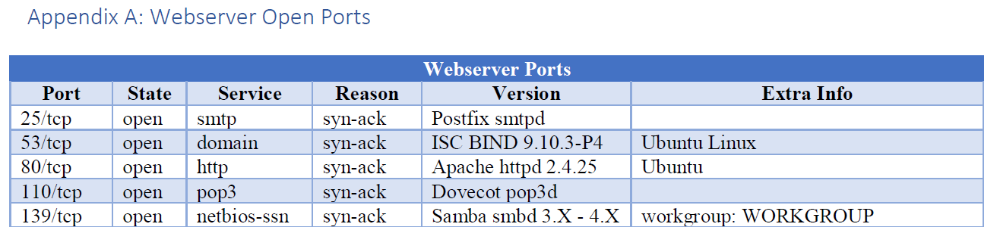 Appendix A: Webserver Open Ports
Webserver Ports
Port State Service Reason Version Extra Info
25/tcp open smtp syn-ack Postfix smtpd
53/tcp open domain syn-ack ISC BIND 9.10.3-P4 Ubuntu Linux
80/tcp open http syn-ack Apache httpd 2.4.25 Ubuntu
110/tcp open pop3 syn-ack Dovecot pop3d
139/tcp open netbios-ssn syn-ack Samba smbd 3.X - 4.X workgroup: WORKGROUP